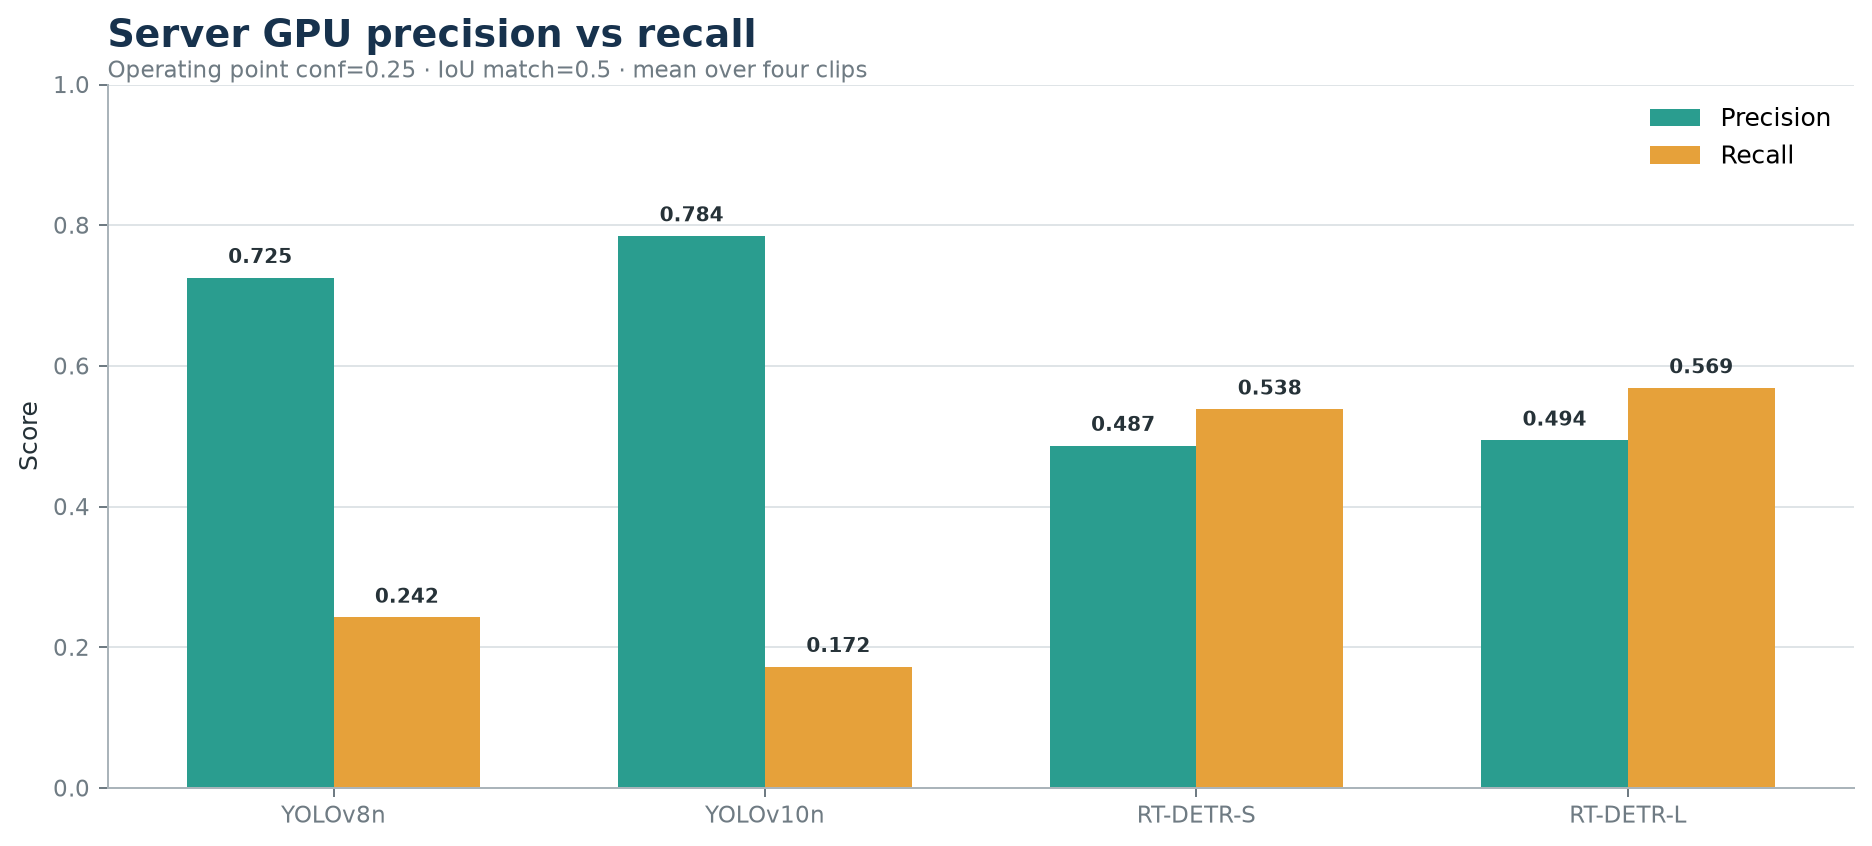 Server GPU precision vs recall
Operating point conf=0.25 · IoU match=0.5 · mean over four clips
Precision
Recall
Score
1.0
0.8
0.6
0.4
0.2
0.0
0.725
0.242
0.784
0.172
0.487
0.538
0.494
0.569
YOLOv8n
YOLOv10n
RT-DETR-S
RT-DETR-L